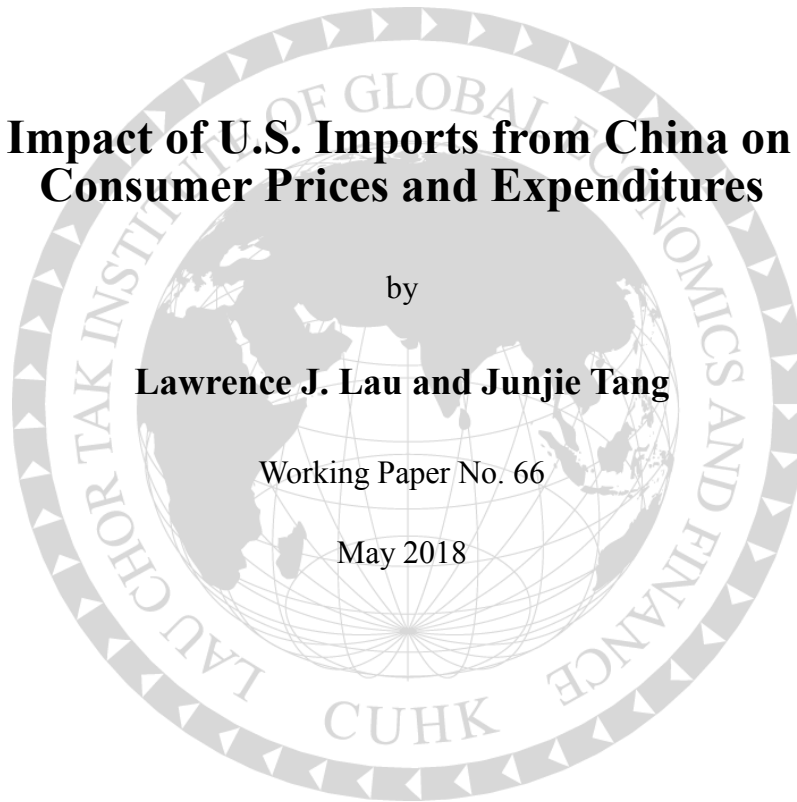 Impact of U.S. Imports from China on
Consumer Prices and Expenditures
by
Lawrence J. Lau and Junjie Tang
Working Paper No. 66
May 2018
LAU CHOR TAK INSTITUTE OF GLOBAL ECONOMICS AND FINANCE
CUHK